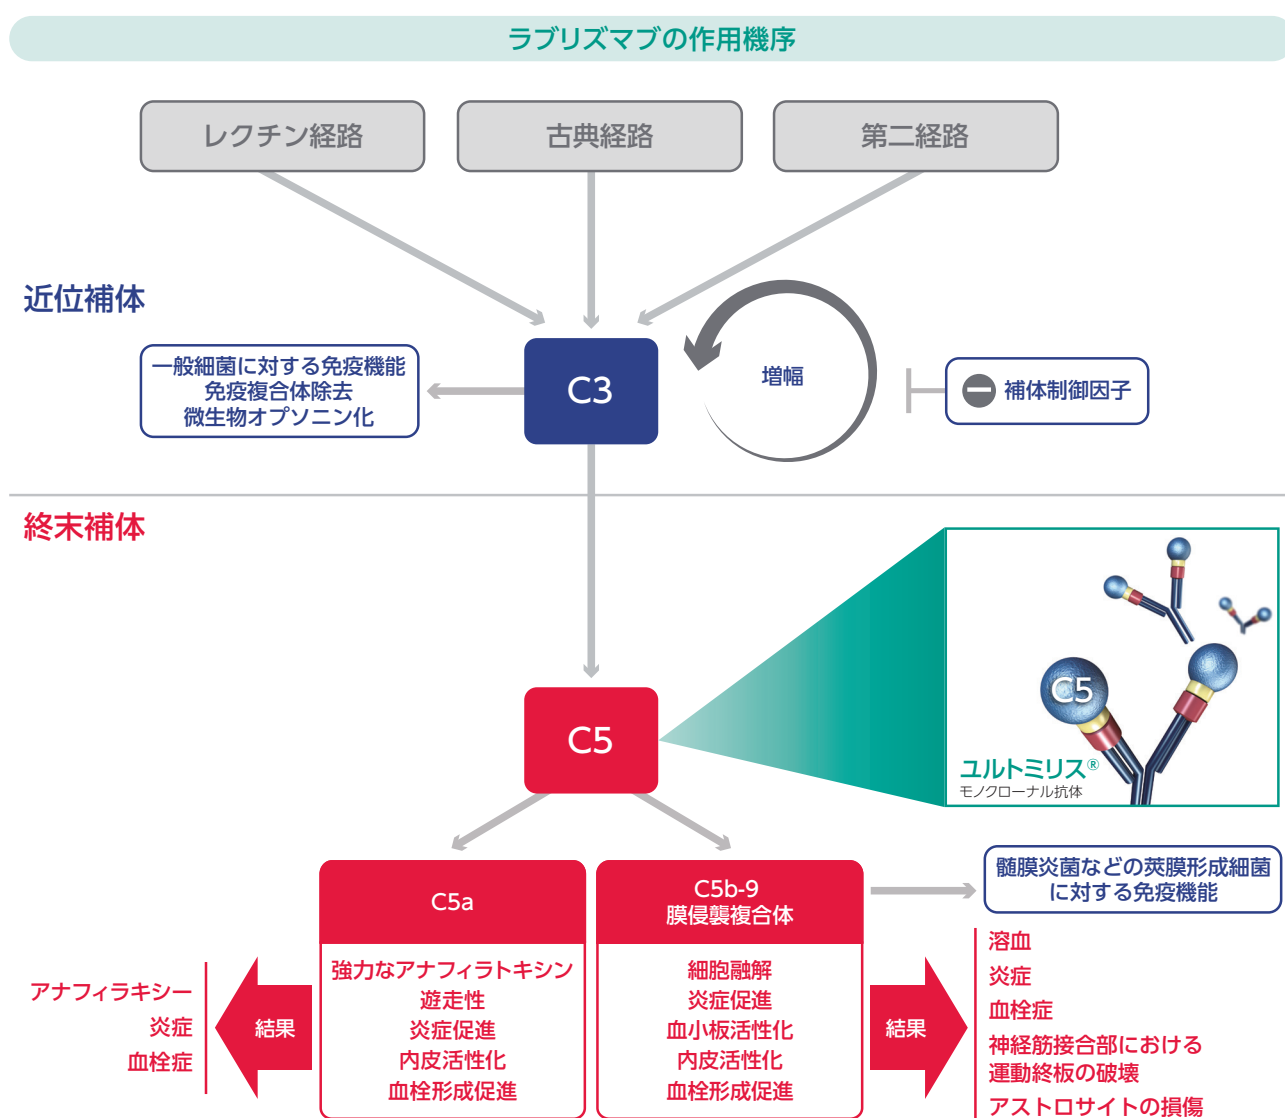 ラブリズマブの作用機序
レクチン経路
古典経路
第二経路
近位補体
一般細菌に対する免疫機能
免疫複合体除去
微生物オプソニン化
C3
増幅
補体制御因子
終末補体
C5
C5
ユルトミリス®
モノクローナル抗体
C5a
強力なアナフィラトキシン
遊走性
炎症促進
内皮活性化
血栓形成促進
C5b-9
膜侵襲複合体
細胞融解
炎症促進
血小板活性化
内皮活性化
血栓形成促進
髄膜炎菌などの莢膜形成細菌
に対する免疫機能
結果
アナフィラキシー
炎症
血栓症
結果
溶血
炎症
血栓症
神経筋接合部における
運動終板の破壊
アストロサイトの損傷